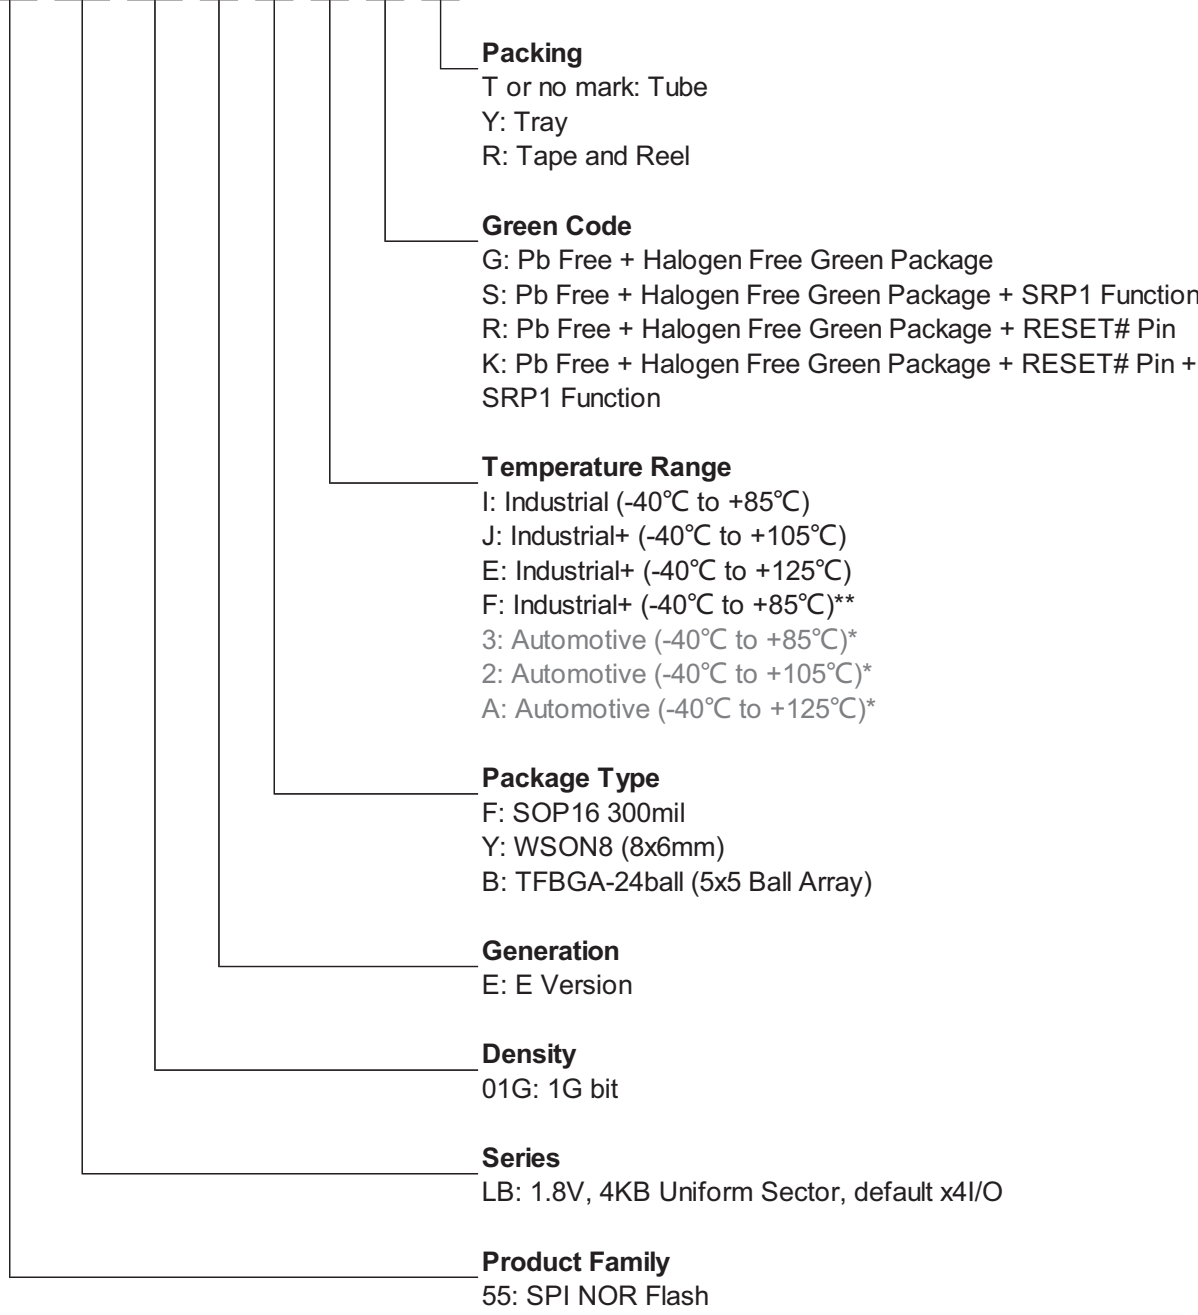 Packing
T or no mark: Tube
Y: Tray
R: Tape and Reel
Green Code
G: Pb Free + Halogen Free Green Package
S: Pb Free + Halogen Free Green Package + SRP1 Function
R: Pb Free + Halogen Free Green Package + RESET# Pin
K: Pb Free + Halogen Free Green Package + RESET# Pin +
SRP1 Function
Temperature Range
I: Industrial (-40℃ to +85℃)
J: Industrial+ (-40℃ to +105℃)
E: Industrial+ (-40℃ to +125℃)
F: Industrial+ (-40℃ to +85℃)**
3: Automotive (-40℃ to +85℃)*
2: Automotive (-40℃ to +105℃)*
A: Automotive (-40℃ to +125℃)*
Package Type
F: SOP16 300mil
Y: WSON8 (8x6mm)
B: TFBGA-24ball (5x5 Ball Array)
Generation
E: E Version
Density
01G: 1G bit
Series
LB: 1.8V, 4KB Uniform Sector, default x4I/O
Product Family
55: SPI NOR Flash